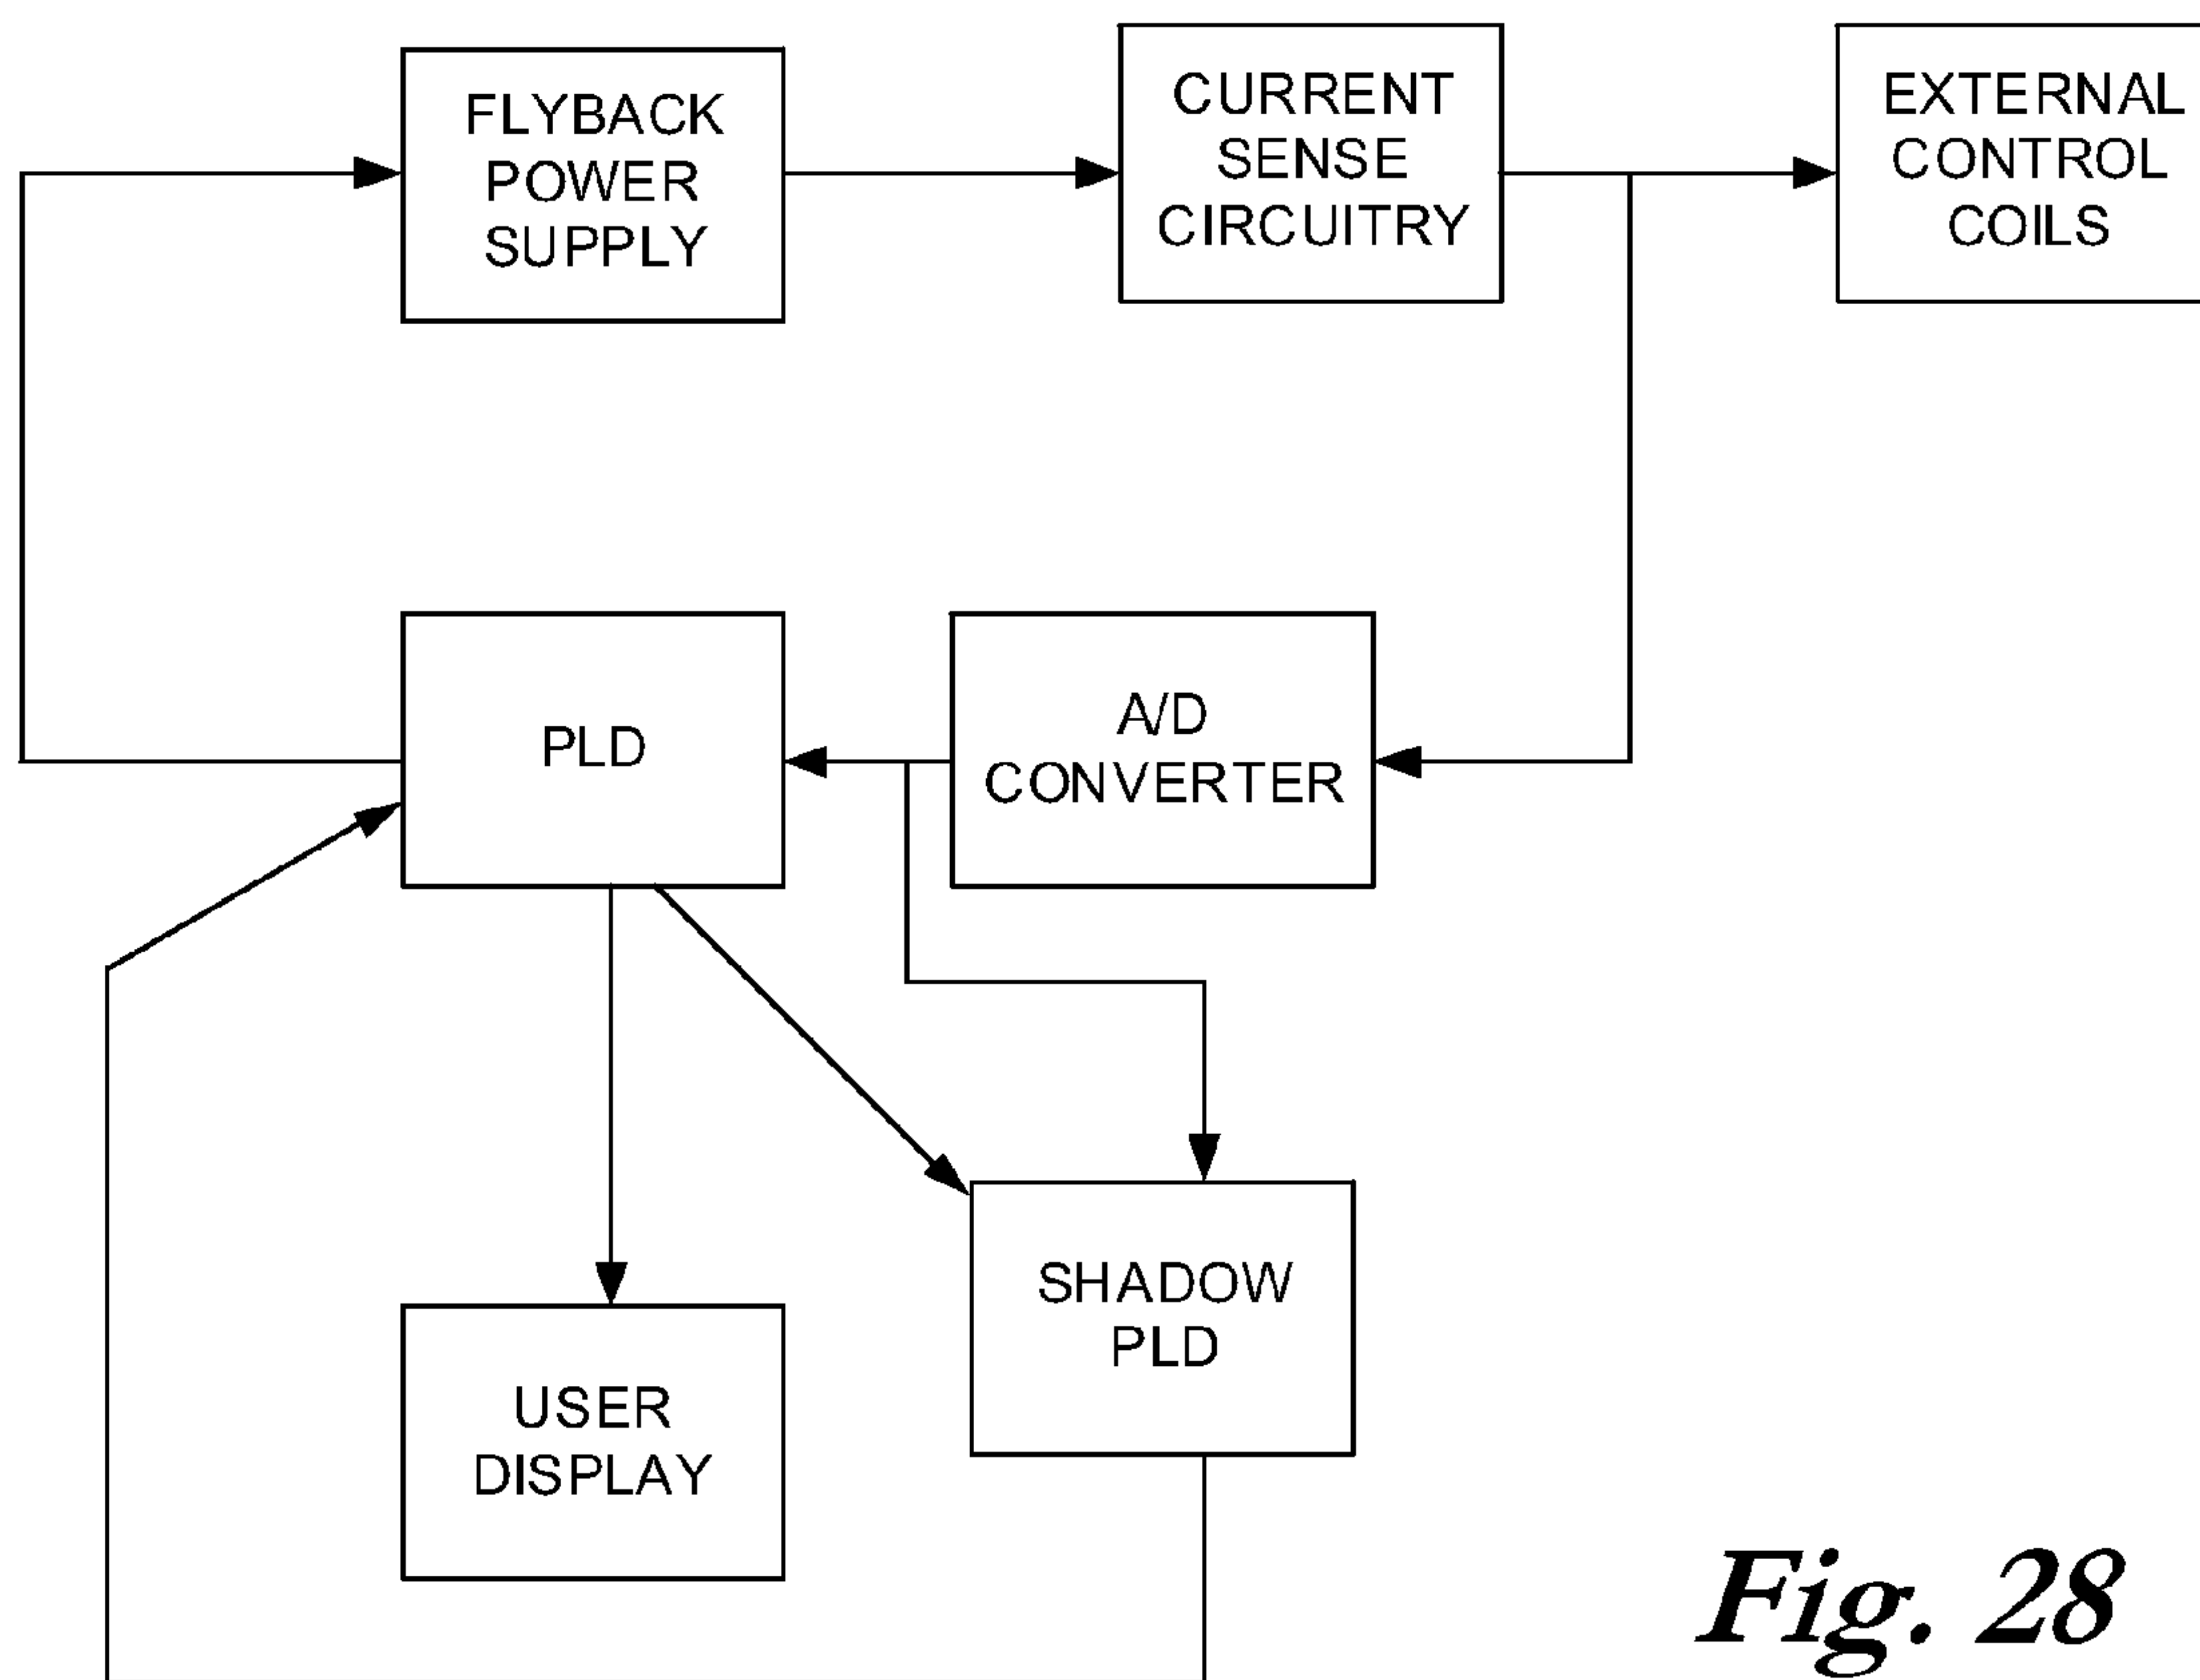 FLYBACK
POWER
SUPPLY
CURRENT
SENSE
CIRCUITRY
EXTERNAL
CONTROL
COILS
PLD
A/D
CONVERTER
SHADOW
PLD
USER
DISPLAY
Fig. 28